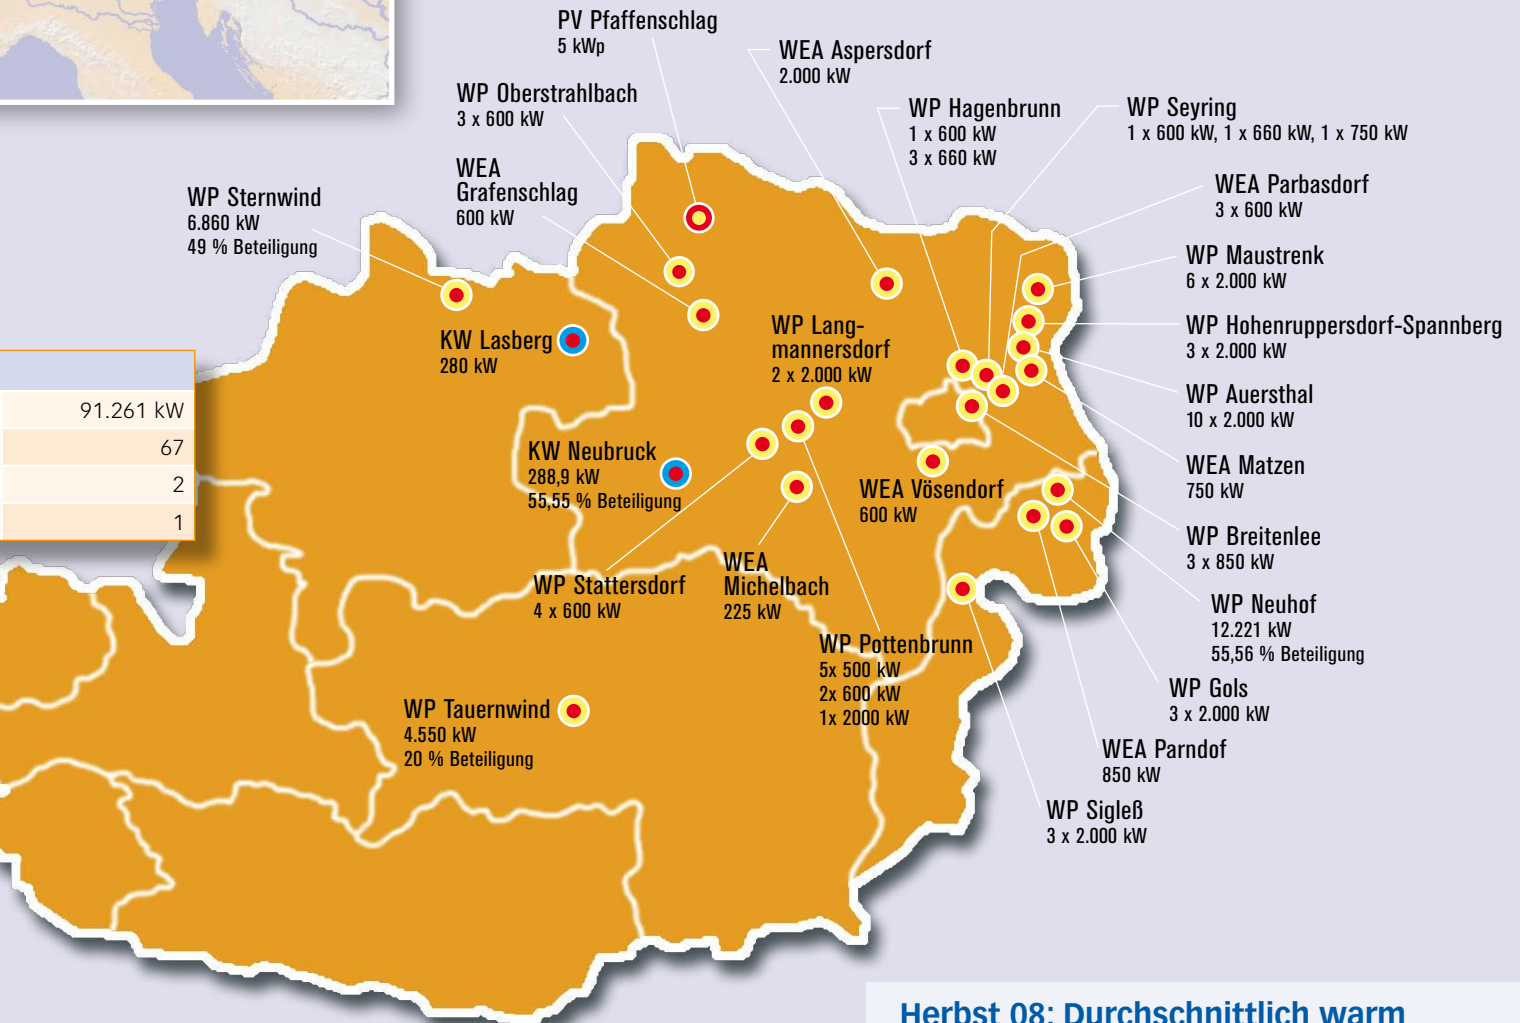 PV Pfaffenschlag
5 kWp
WEA Aspersdorf
2.000 kW
WP Oberstrahlbach
3 x 600 kW
WP Hagenbrunn
1 x 600 kW
3 x 660 kW
WP Seyring
1 x 600 kW, 1 x 660 kW, 1 x 750 kW
WEA
Grafenschlag
600 kW
WEA Parbasdorf
3 x 600 kW
WP Sternwind
6.860 kW
49 % Beteiligung
WP Maustrenk
6 x 2.000 kW
WP Hohenruppersdorf-Spannberg
3 x 2.000 kW
KW Lasberg
280 kW
WP Lang-
mannersdorf
2 x 2.000 kW
WP Auersthal
10 x 2.000 kW
91.261 kW
67
2
1
KW Neubruck
288,9 kW
55,55 % Beteiligung
WEA Vösendorf
600 kW
WEA Matzen
750 kW
WP Breitenlee
3 x 850 kW
WP Stattersdorf
4 x 600 kW
WEA
Michelbach
225 kW
WP Neuhof
12.221 kW
55,56 % Beteiligung
WP Pottenbrunn
5x 500 kW
2x 600 kW
1x 2000 kW
WP Gols
3 x 2.000 kW
WP Tauernwind
4.550 kW
20 % Beteiligung
WEA Parndof
850 kW
WP Sigleß
3 x 2.000 kW
Herbst 08: Durchschnittlich warm